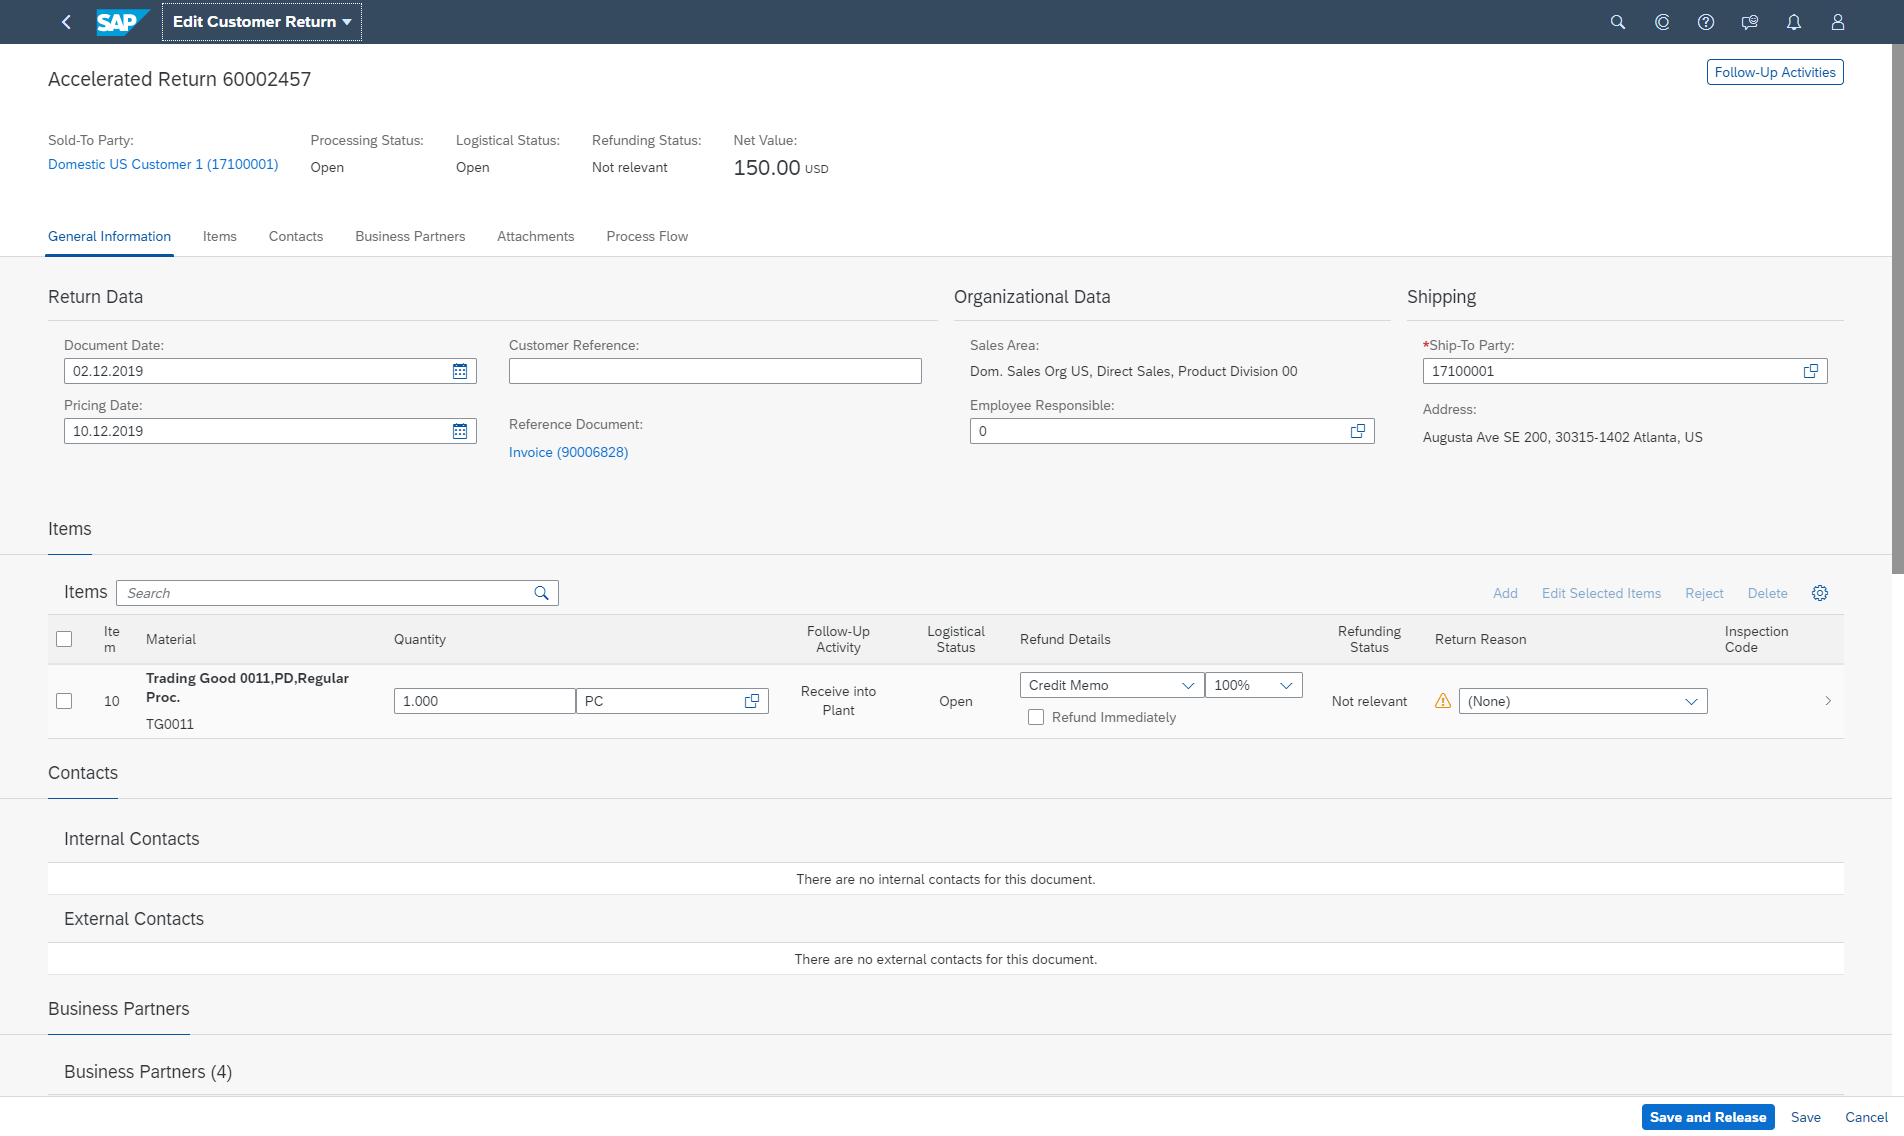 SAP Edit Customer Return
Accelerated Return 60002457
Follow-Up Activities
Sold-To Party: Processing Status: Logistical Status: Refunding Status: Net Value:
Domestic US Customer 1 (17100001) Open Open Not relevant 150.00 USD
General Information Items Contacts Business Partners Attachments Process Flow
Return Data
Document Date:
02.12.2019
Pricing Date:
10.12.2019
Customer Reference:
Reference Document:
Invoice (90006828)
Organizational Data
Sales Area:
Dom. Sales Org US, Direct Sales, Product Division 00
Employee Responsible:
0
Shipping
*Ship-To Party:
17100001
Address:
Augusta Ave SE 200, 30315-1402 Atlanta, US
Items
Items Search Add Edit Selected Items Reject Delete
Ite
m
Material
Quantity
Follow-Up
Activity
Logistical
Status
Refund Details
Refunding
Status
Return Reason
Inspection
Code
10
Trading Good 0011,PD,Regular
Proc.
TG0011
1.000 PC
Receive into
Plant
Open
Credit Memo 100%
Refund Immediately
Not relevant
(None)
Contacts
Internal Contacts
There are no internal contacts for this document.
External Contacts
There are no external contacts for this document.
Business Partners
Business Partners (4)
Save and Release Save Cancel